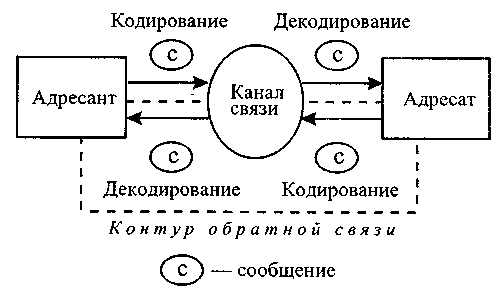 Кодирование Декодирование
С С
Адресант Канал связи Адресат
С С
Декодирование Кодирование
Контур обратной связи
С — сообщение